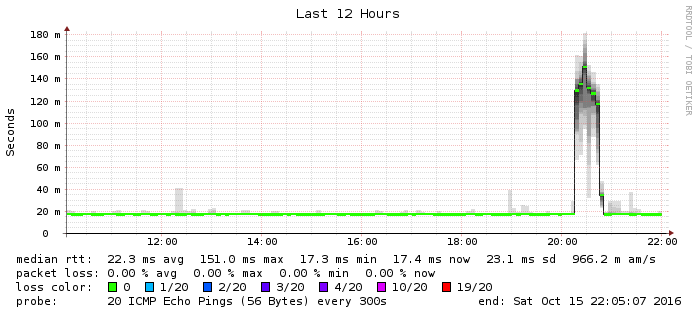 Last 12 Hours
RRDTOOL / TOBI OETIKER
Seconds
180 m
160 m
140 m
120 m
100 m
80 m
60 m
40 m
20 m
0
12:00 14:00 16:00 18:00 20:00 22:00
median rtt: 22.3 ms avg 151.0 ms max 17.3 ms min 17.4 ms now 23.1 ms sd 966.2 m am/s
packet loss: 0.00 % avg 0.00 % max 0.00 % min 0.00 % now
loss color: 0 1/20 2/20 3/20 4/20 10/20 19/20
probe: 20 ICMP Echo Pings (56 Bytes) every 300s end: Sat Oct 15 22:05:07 2016